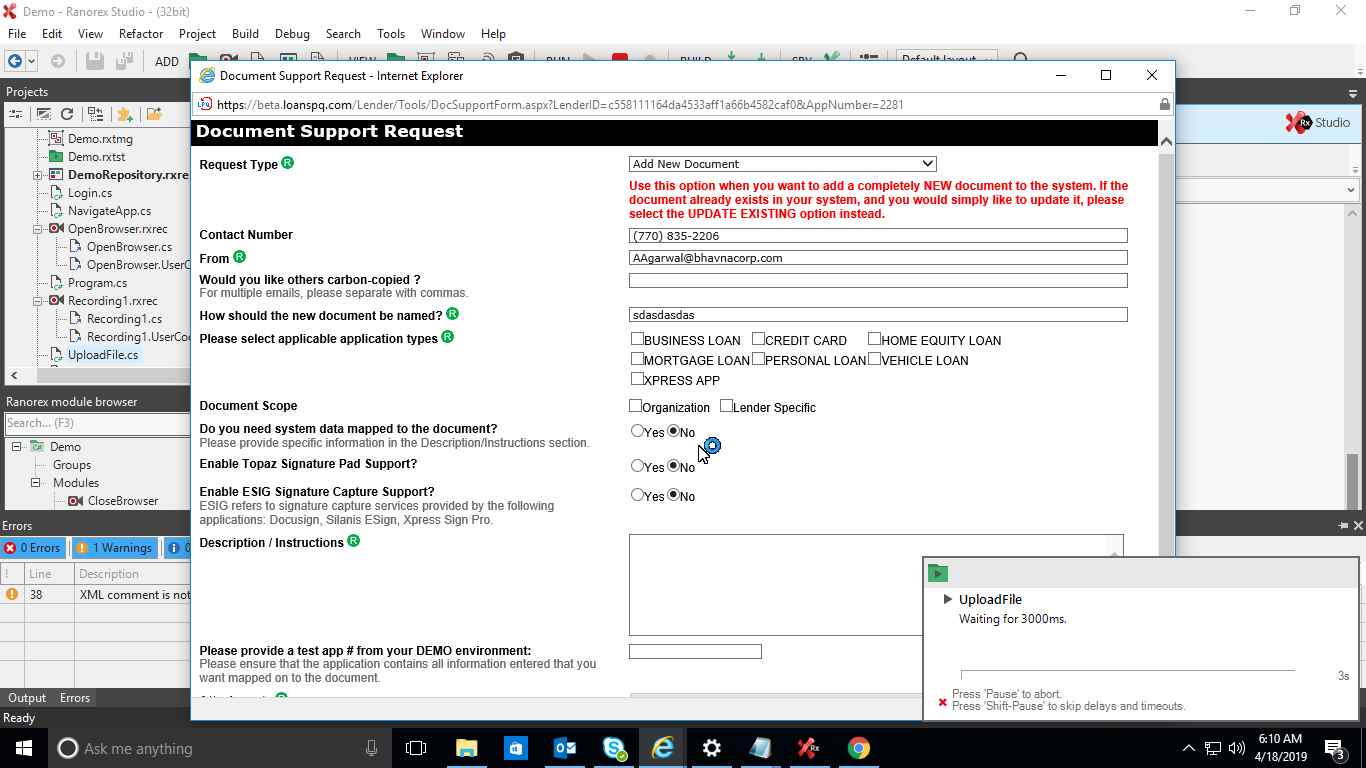 Demo - Ranorex Studio - (32bit)
File Edit View Refactor Project Build Debug Search Tools Window Help
ADD
Document Support Request - Internet Explorer
https://beta.loanspq.com/Lender/Tools/DocSupportForm.aspx?LenderID=c558111164da4533aff1a66b4582caf0&AppNumber=2281
Projects
Demo.rxtmg
Demo.rxtst
DemoRepository.rxre
Login.cs
NavigateApp.cs
OpenBrowser.rxrec
OpenBrowser.cs
OpenBrowser.UserC
Program.cs
Recording1.rxrec
Recording1.cs
Recording1.UserCo
UploadFile.cs
Ranorex module browser
Search... (F3)
Demo
Groups
Modules
CloseBrowser
Errors
0 Errors 1 Warnings 0
! Line Description
38 XML comment is not
Output Errors
Ready
Rx Studio
Document Support Request
Request Type R Add New Document
Use this option when you want to add a completely NEW document to the system. If the
document already exists in your system, and you would simply like to update it, please
select the UPDATE EXISTING option instead.
Contact Number (770) 835-2206
From R AAgarwal@bhavnacorp.com
Would you like others carbon-copied ?
For multiple emails, please separate with commas.
How should the new document be named? R sdasdasdas
Please select applicable application types R BUSINESS LOAN CREDIT CARD HOME EQUITY LOAN
MORTGAGE LOAN PERSONAL LOAN VEHICLE LOAN
XPRESS APP
Document Scope Organization Lender Specific
Do you need system data mapped to the document? Yes No
Please provide specific information in the Description/Instructions section.
Enable Topaz Signature Pad Support? Yes No
Enable ESIG Signature Capture Support? Yes No
ESIG refers to signature capture services provided by the following
applications: Docusign, Silanis ESign, Xpress Sign Pro.
Description / Instructions R
Please provide a test app # from your DEMO environment:
Please ensure that the application contains all information entered that you
want mapped on to the document.
UploadFile
Waiting for 3000ms.
3s
Press 'Pause' to abort.
Press 'Shift-Pause' to skip delays and timeouts.
Ask me anything
6:10 AM
4/18/2019
3